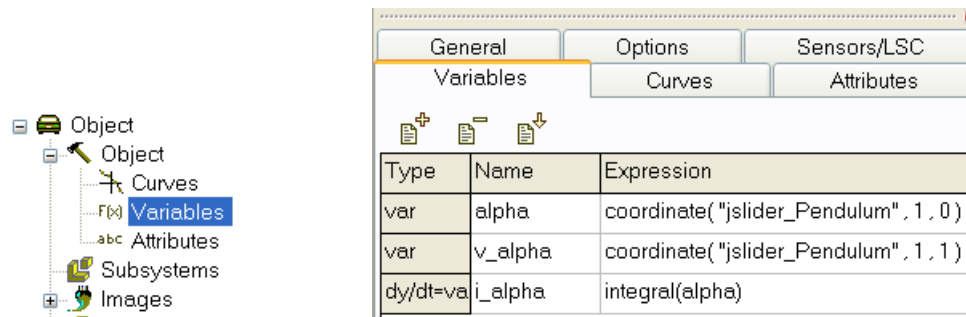 Object
Object
Curves
F(x) Variables
abc Attributes
Subsystems
Images
General Options Sensors/LSC
Variables Curves Attributes
Type Name Expression
var alpha coordinate( "jslider_Pendulum" , 1 , 0 )
var v_alpha coordinate( "jslider_Pendulum" , 1 , 1 )
dy/dt=va i_alpha integral(alpha)